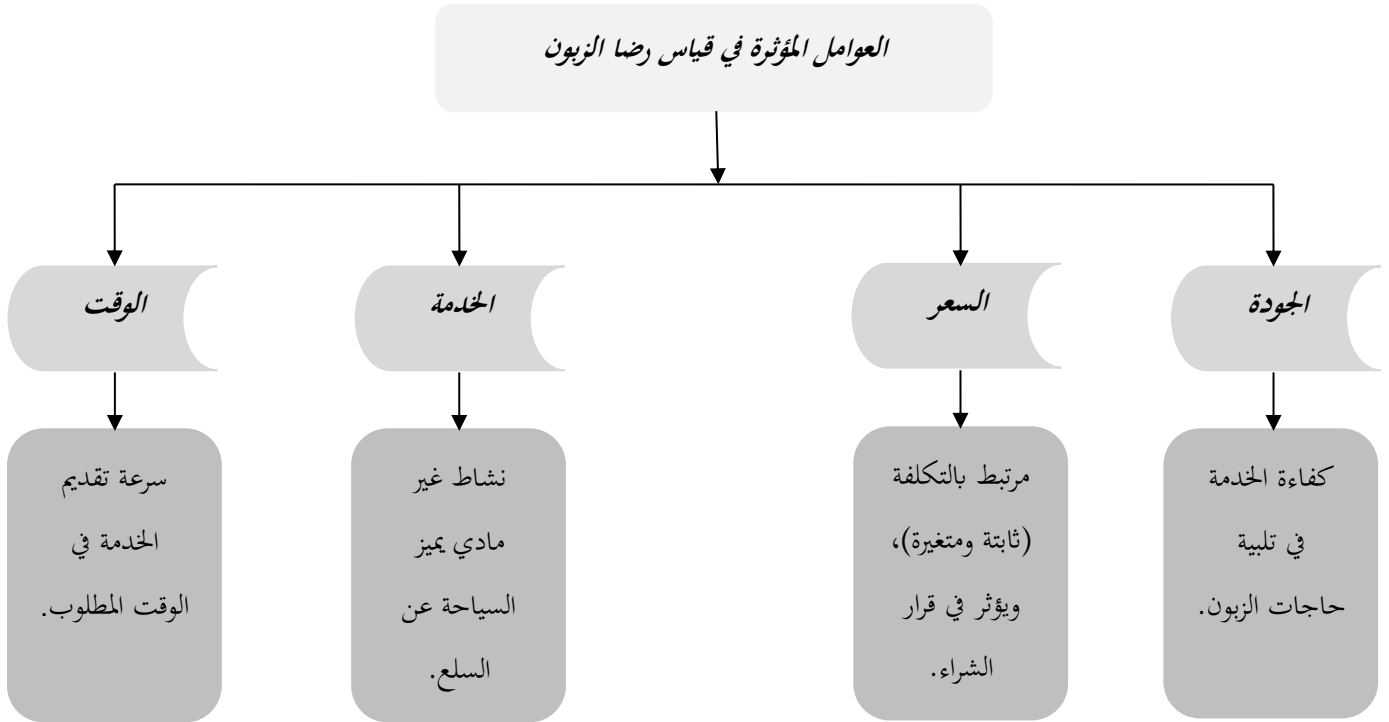 العوامل المؤثرة في قياس رضا الزبون
الجودة
السعر
الخدمة
الوقت
كفاءة الخدمة
في تلبية
حاجات الزبون.
مرتبط بالتكلفة
(ثابتة ومتغيرة)،
ويؤثر في قرار
الشراء.
نشاط غير
مادي يميز
السياحة عن
السلع.
سرعة تقديم
الخدمة في
الوقت المطلوب.